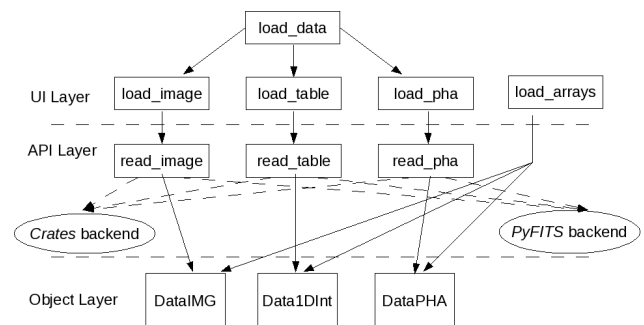 load_data
load_image
load_table
load_pha
load_arrays
UI Layer
API Layer
read_image
read_table
read_pha
Crates backend
PyFITS backend
Object Layer
DataIMG
Data1DInt
DataPHA